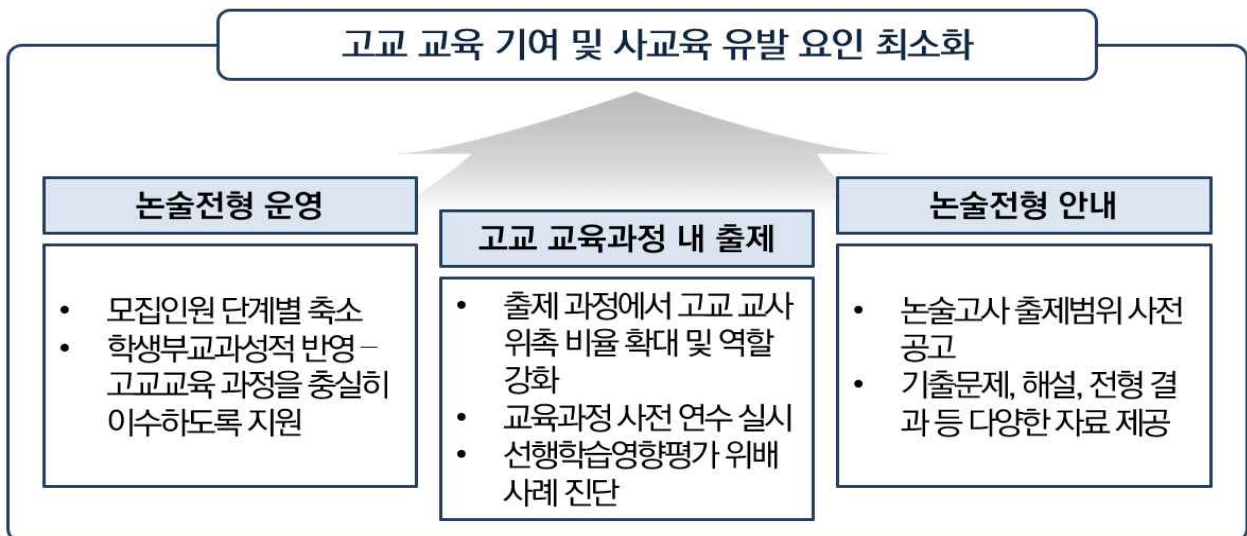 고교 교육 기여 및 사교육 유발 요인 최소화
논술전형 운영
• 모집인원 단계별 축소
• 학생부교과성적 반영 –
고교교육 과정을 충실히
이수하도록 지원
고교 교육과정 내 출제
• 출제 과정에서 고교 교사
위촉 비율 확대 및 역할
강화
• 교육과정 사전 연수 실시
• 선행학습영향평가 위배
사례 진단
논술전형 안내
• 논술고사 출제범위 사전
공고
• 기출문제, 해설, 전형 결
과 등 다양한 자료 제공